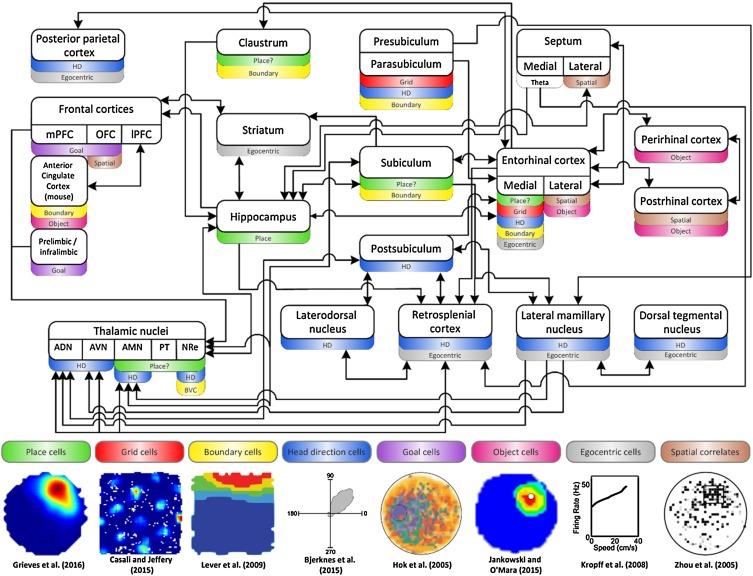 Posterior parietal
cortex
HD
Egocentric
Claustrum
Place?
Boundary
Presubiculum
Parasubiculum
Grid
HD
Boundary
Septum
Medial
Lateral
Theta
Spatial
Frontal cortices
mPFC
OFC
lPFC
Goal
Spatial
Anterior
Cingulate
Cortex
(mouse)
Boundary
Object
Prelimbic /
infralimbic
Goal
Striatum
Egocentric
Hippocampus
Place
Subiculum
Place?
Boundary
Postsubiculum
HD
Entorhinal cortex
Medial
Lateral
Place?
Grid
HD
Boundary
Egocentric
Spatial
Object
Perirhinal cortex
Object
Postrhinal cortex
Spatial
Object
Thalamic nuclei
ADN
AVN
AMN
PT
NRe
HD
Place?
HD
HD
BVC
Laterodorsal
nucleus
HD
Retrosplenial
cortex
HD
Egocentric
Lateral mamillary
nucleus
HD
Egocentric
Dorsal tegmental
nucleus
HD
Egocentric
Place cells
Grid cells
Boundary cells
Head direction cells
Goal cells
Object cells
Egocentric cells
Spatial correlates
90
180
0
270
Firing Rate (Hz)
50
0
0
20
40
Speed (cm/s)
Grieves et al. (2016)
Casali and Jeffery
(2015)
Lever et al. (2009)
Bjerknes et al.
(2015)
Hok et al. (2005)
Jankowski and
O'Mara (2015)
Kropff et al. (2008)
Zhou et al. (2005)